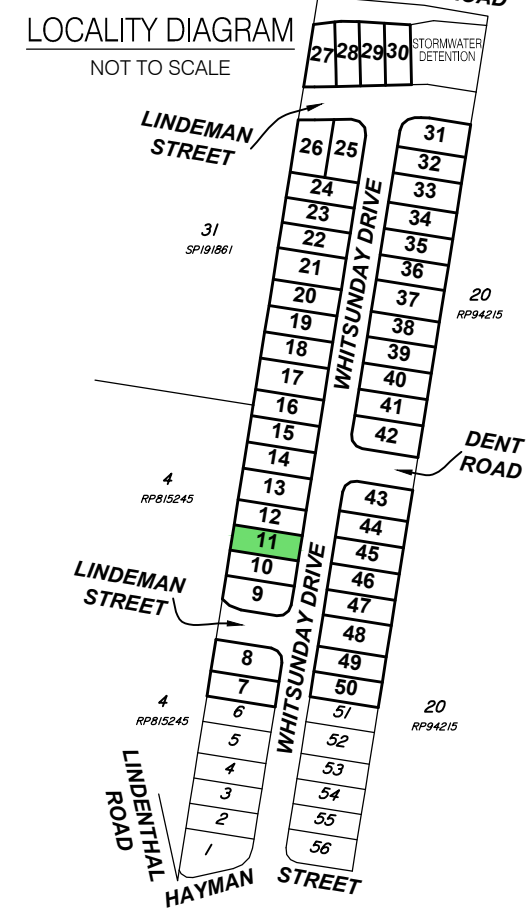 ROAD
LOCALITY DIAGRAM
NOT TO SCALE
27 28 29 30
STORMWATER
DETENTION
LINDEMAN
STREET
26 25
31
32
33
34
35
36
37
38
39
40
41
42
24
23
22
21
20
19
18
17
16
15
14
13
12
11
10
9
WHITSUNDAY DRIVE
31
SP191861
20
RP94215
DENT
ROAD
4
RP815245
43
44
45
46
47
48
49
50
51
52
53
54
55
56
LINDEMAN
STREET
WHITSUNDAY DRIVE
8
7
6
5
4
3
2
1
4
RP815245
20
RP94215
LINDENTHAL
ROAD
HAYMAN STREET